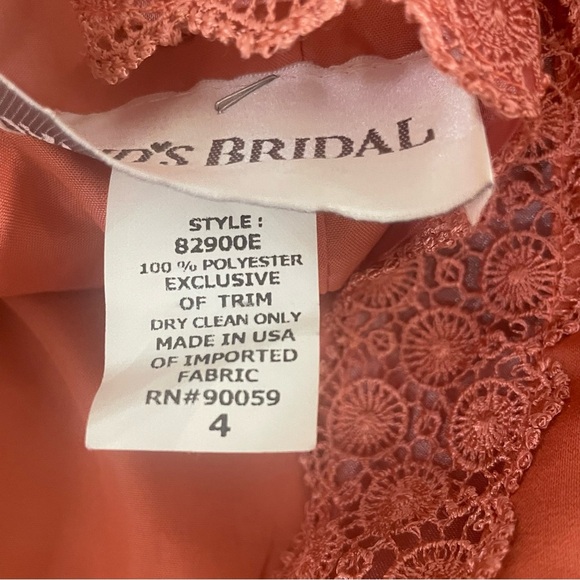 'S BRIDAL
STYLE :
82900E
100 % POLYESTER
EXCLUSIVE
OF TRIM
DRY CLEAN ONLY
MADE IN USA
OF IMPORTED
FABRIC
RN#90059
4